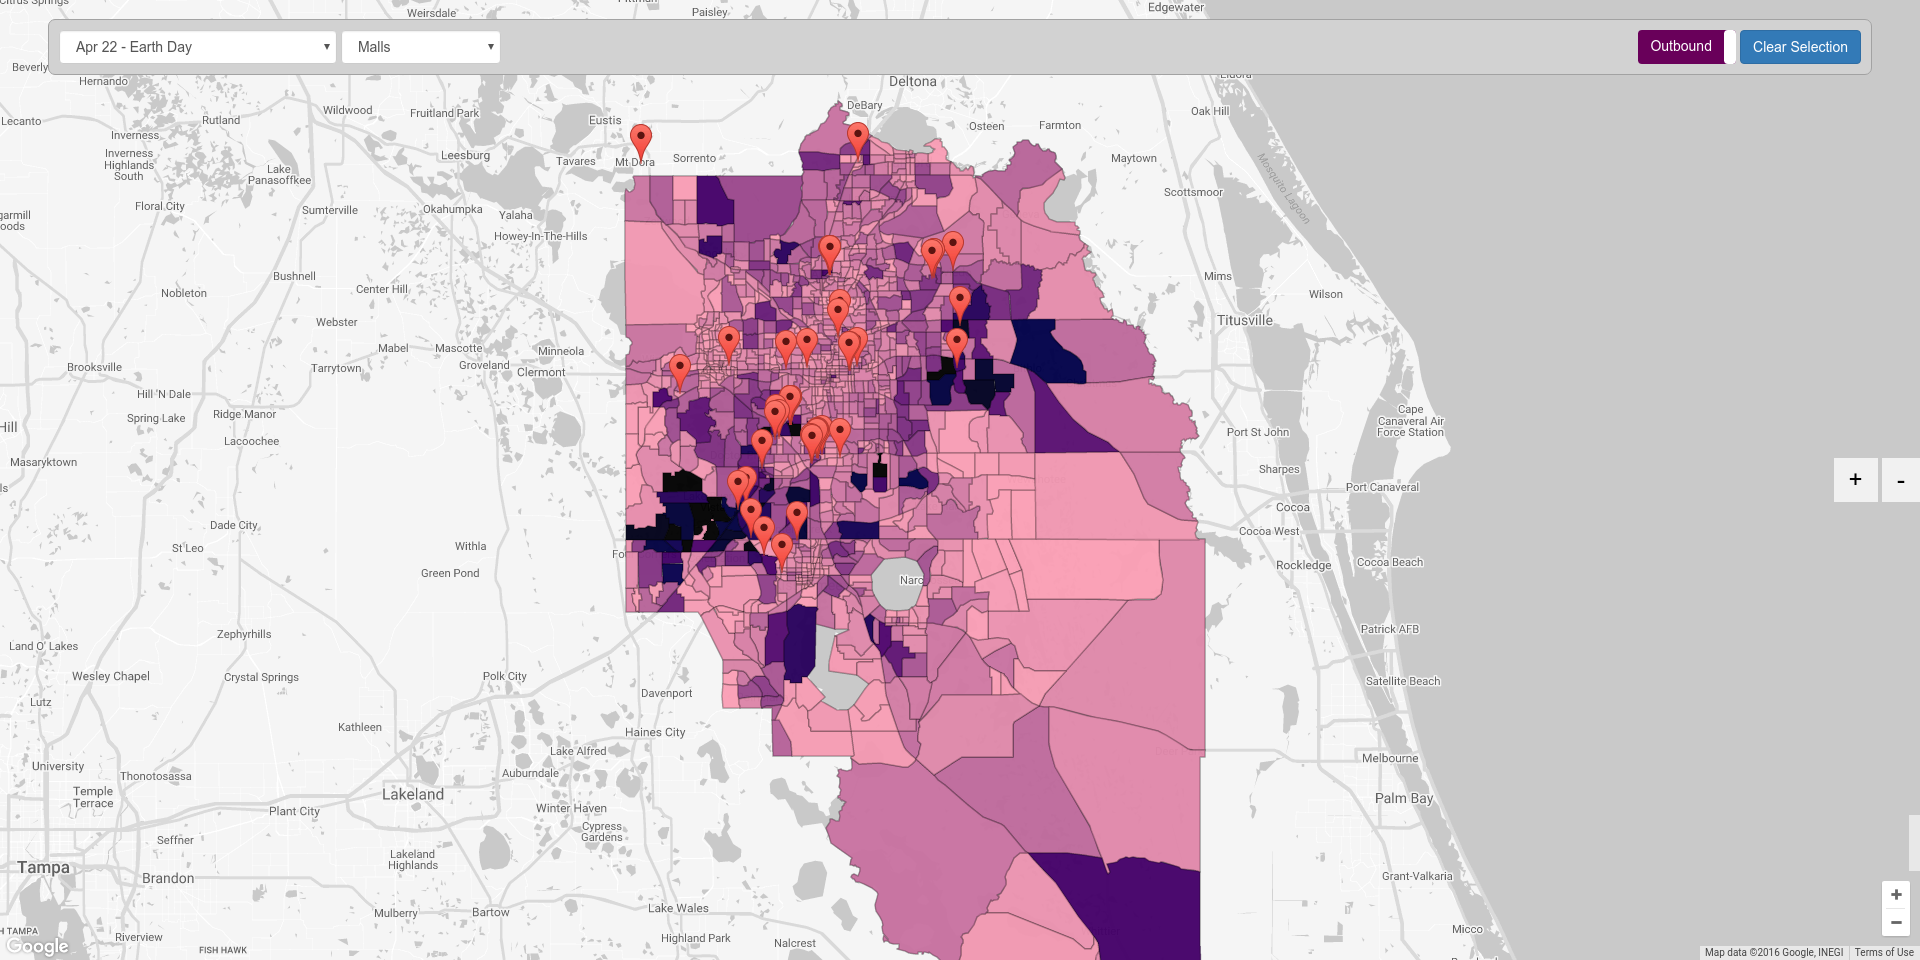 Citrus Springs
Weirsdale
Paisley
Edgewater
Apr 22 - Earth Day
Malls
Outbound
Clear Selection
Beverly
Hernando
Deltona
Lecanto
Rutland
Wildwood
Fruitland Park
Eustis
DeBary
Osteen
Farmton
Oak Hill
Inverness
Inverness
Highlands
South
Lake
Panasoffkee
Leesburg
Tavares
Mt Dora
Sorrento
Maytown
Scottsmoor
Mosquito Lagoon
Floral City
Sumterville
Okahumpka
Yalaha
Howey-In-The-Hills
Bushnell
Nobleton
Center Hill
Mims
Wilson
Webster
Titusville
Mabel
Mascotte
Minneola
Brooksville
Tarrytown
Groveland
Clermont
Hill 'N Dale
Spring Lake
Ridge Manor
Lacoochee
Cape
Canaveral Air
Force Station
Port St John
Hill
Masaryktown
Sharpes
Port Canaveral
+
-
Cocoa
Dade City
Cocoa West
St Leo
Withla
Fo
Green Pond
Narc
Rockledge
Cocoa Beach
Zephyrhills
Patrick AFB
Land O' Lakes
Wesley Chapel
Crystal Springs
Polk City
Davenport
Satellite Beach
Lutz
Kathleen
Haines City
Lake Alfred
Melbourne
University
Thonotosassa
Auburndale
Temple
Terrace
Plant City
Lakeland
Winter Haven
Palm Bay
Cypress
Gardens
Seffner
Lakeland
Highlands
Tampa
Brandon
Grant-Valkaria
Mulberry
Bartow
Lake Wales
Highland Park
Nalcrest
Micco
H TAMPA
Riverview
FISH HAWK
+
−
Google
Map data ©2016 Google, INEGI
Terms of Use